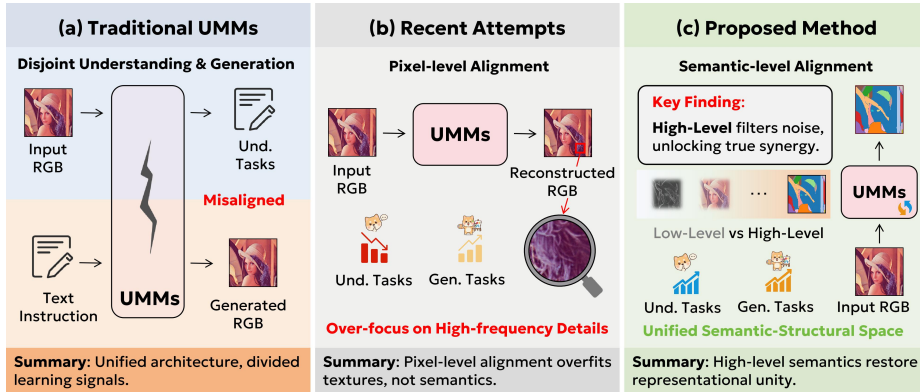 (a) Traditional UMMs
Disjoint Understanding & Generation
Input
RGB
Und.
Tasks
Misaligned
Text
Instruction
UMMs
Generated
RGB
Summary: Unified architecture, divided
learning signals.
(b) Recent Attempts
Pixel-level Alignment
UMMs
Input
RGB
Reconstructed
RGB
Und. Tasks
Gen. Tasks
Over-focus on High-frequency Details
Summary: Pixel-level alignment overfits
textures, not semantics.
(c) Proposed Method
Semantic-level Alignment
Key Finding:
High-Level filters noise,
unlocking true synergy.
...
UMMs
Low-Level vs High-Level
Und. Tasks
Gen. Tasks
Input RGB
Unified Semantic-Structural Space
Summary: High-level semantics restore
representational unity.